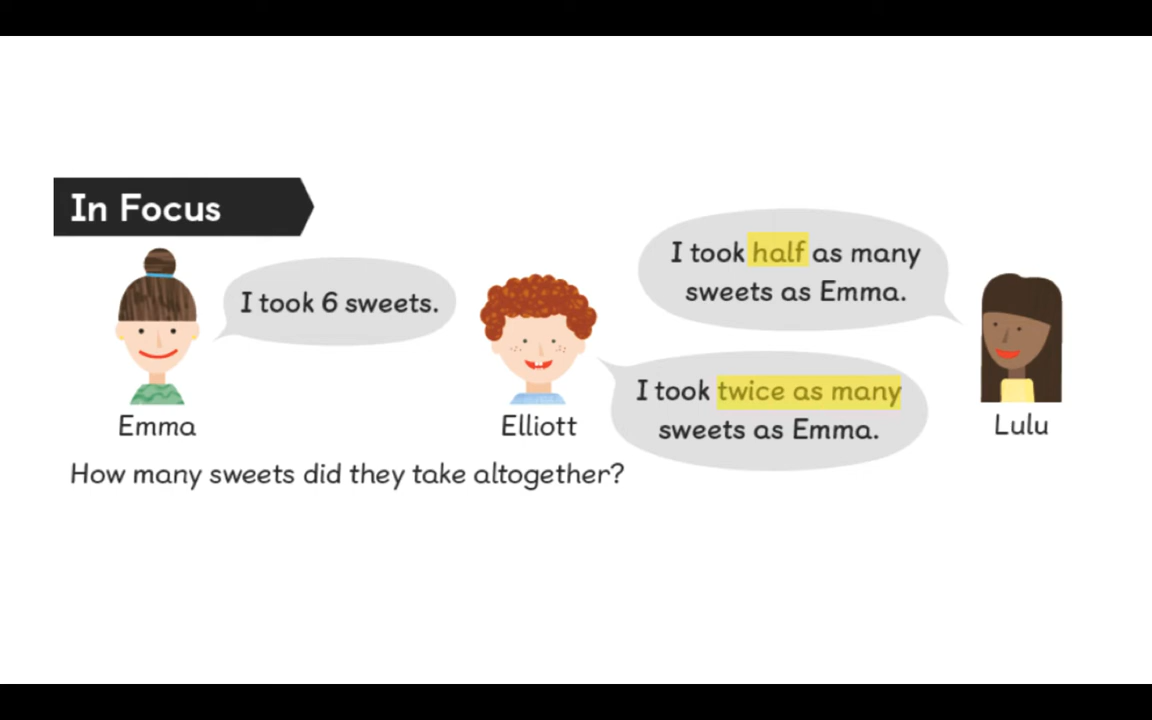 In Focus
I took 6 sweets.
Emma
Elliott
I took half as many
sweets as Emma.
I took twice as many
sweets as Emma.
Lulu
How many sweets did they take altogether?